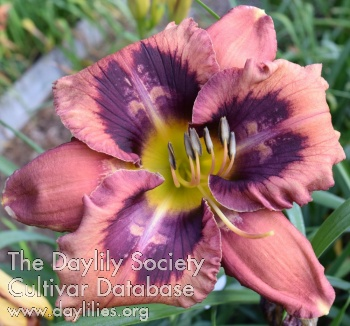 The Daylily Society
Cultivar Database
www.daylilies.org